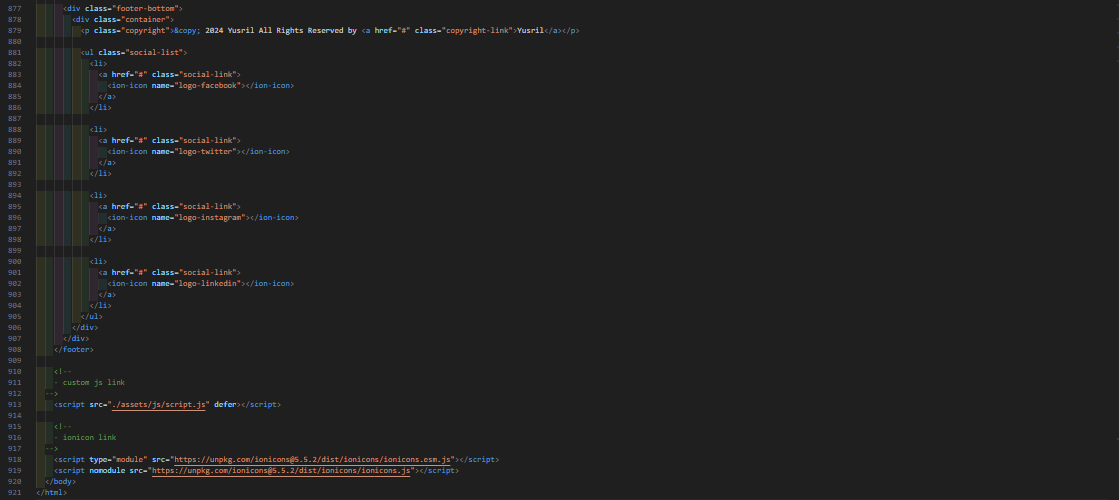 877 <div class="footer-bottom">
878 <div class="container">
879 <p class="copyright">&copy; 2024 Yusril All Rights Reserved by <a href="#" class="copyright-link">Yusril</a></p>
880
881 <ul class="social-list">
882 <li>
883 <a href="#" class="social-link">
884 <ion-icon name="logo-facebook"></ion-icon>
885 </a>
886 </li>
887
888 <li>
889 <a href="#" class="social-link">
890 <ion-icon name="logo-twitter"></ion-icon>
891 </a>
892 </li>
893
894 <li>
895 <a href="#" class="social-link">
896 <ion-icon name="logo-instagram"></ion-icon>
897 </a>
898 </li>
899
900 <li>
901 <a href="#" class="social-link">
902 <ion-icon name="logo-linkedin"></ion-icon>
903 </a>
904 </li>
905 </ul>
906 </div>
907 </div>
908 </footer>
909
910 <!--
911 - custom js link
912 -->
913 <script src="./assets/js/script.js" defer></script>
914
915 <!--
916 - ionicon link
917 -->
918 <script type="module" src="https://unpkg.com/ionicons@5.5.2/dist/ionicons/ionicons.esm.js"></script>
919 <script nomodule src="https://unpkg.com/ionicons@5.5.2/dist/ionicons/ionicons.js"></script>
920 </body>
921 </html>